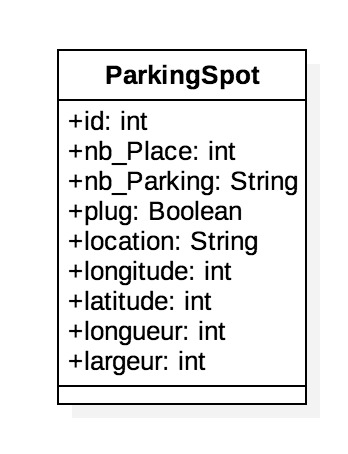 ParkingSpot
+id: int
+nb_Place: int
+nb_Parking: String
+plug: Boolean
+location: String
+longitude: int
+latitude: int
+longueur: int
+largeur: int